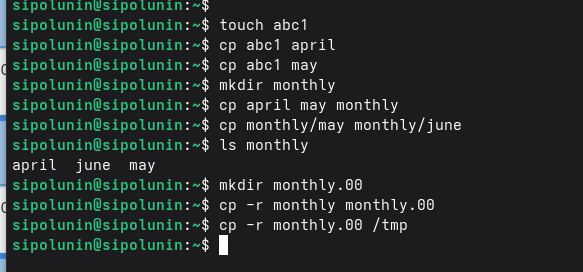 sipolunin@sipolunin:~$
sipolunin@sipolunin:~$ touch abc1
sipolunin@sipolunin:~$ cp abc1 april
sipolunin@sipolunin:~$ cp abc1 may
sipolunin@sipolunin:~$ mkdir monthly
sipolunin@sipolunin:~$ cp april may monthly
sipolunin@sipolunin:~$ cp monthly/may monthly/june
sipolunin@sipolunin:~$ ls monthly
april  june  may
sipolunin@sipolunin:~$ mkdir monthly.00
sipolunin@sipolunin:~$ cp -r monthly monthly.00
sipolunin@sipolunin:~$ cp -r monthly.00 /tmp
sipolunin@sipolunin:~$